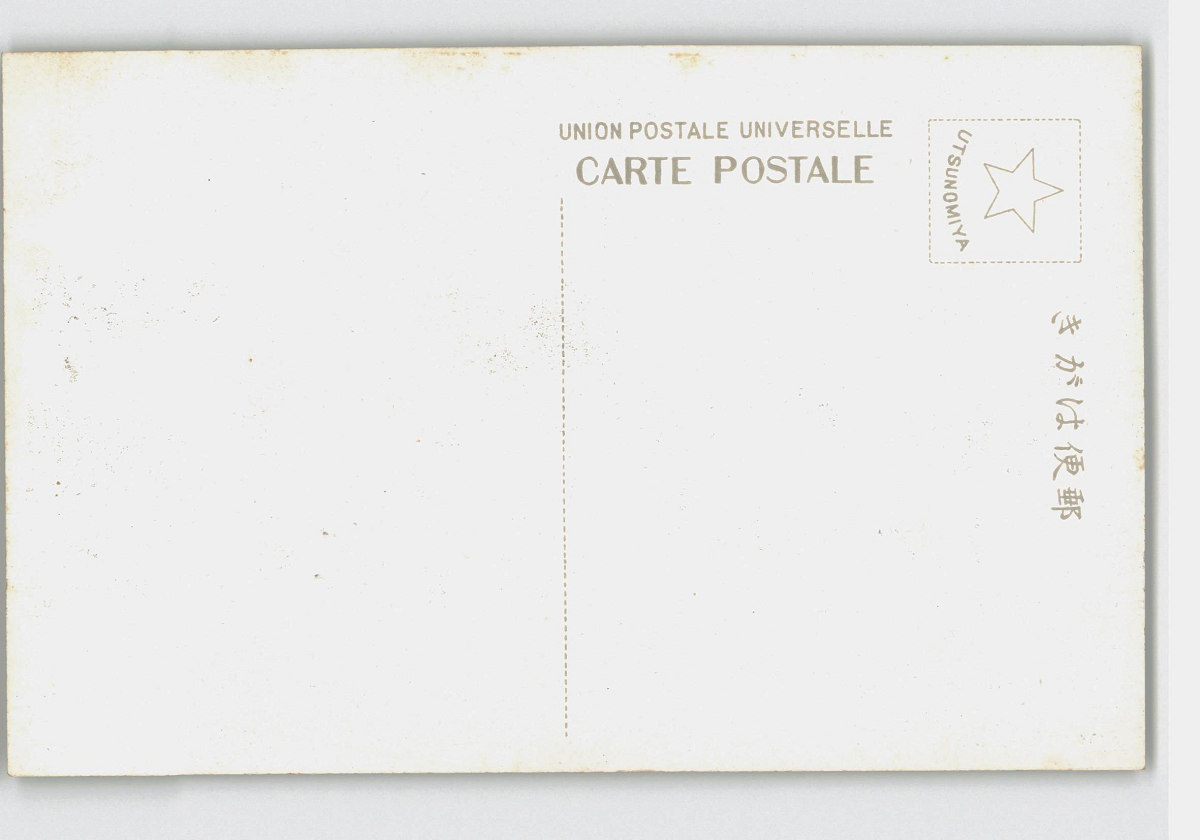 UNION POSTALE UNIVERSELLE
CARTE POSTALE
UTSUNOMIYA
郵便はがき